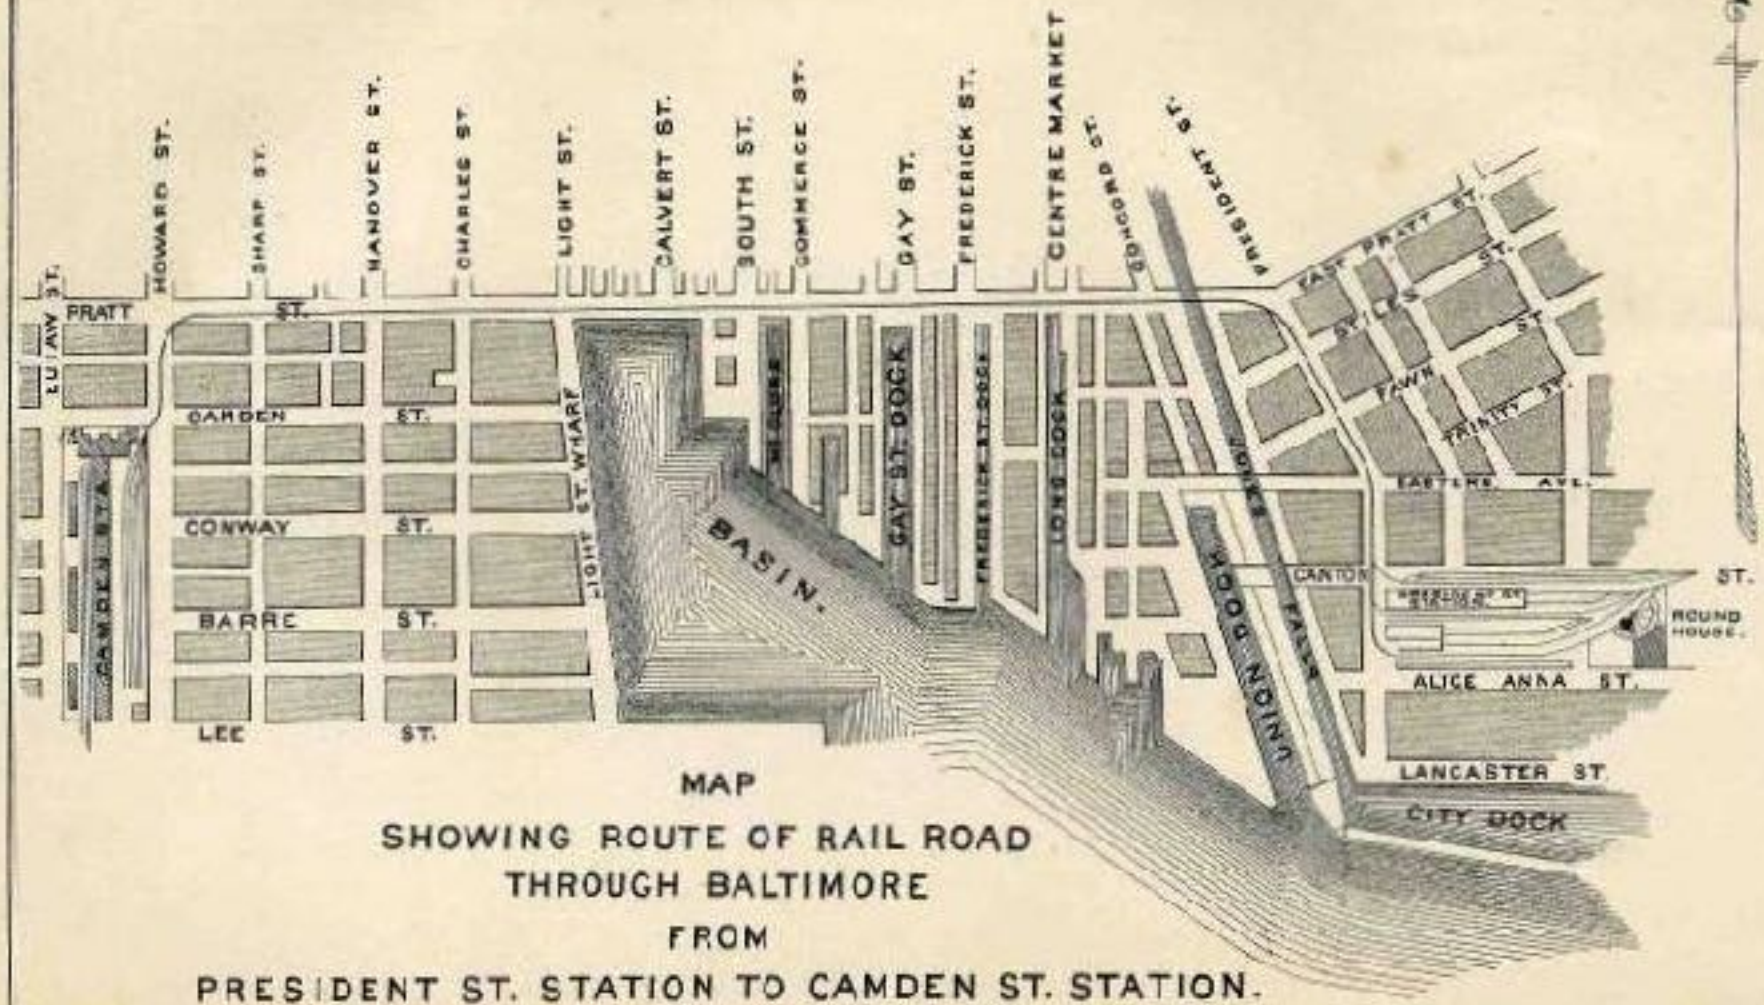 EUTAW ST.
HOWARD ST.
SHARP ST.
HANOVER ST.
CHARLES ST
LIGHT ST.
CALVERT ST.
SOUTH ST.
COMMERCE ST.
GAY ST.
FREDERICK ST.
CENTRE MARKET
CONCORD ST.
PRESIDENT ST.
PRATT ST.
EAST PRATT ST.
STILES ST.
FAWN ST
TRINITY ST.
CAMDEN ST.
LIGHT ST. WHARF
GAY ST. DOCK
FREDERICK ST. DOCK
LONG DOCK
JONES FALLS
EASTERN AVE.
CONWAY ST.
BASIN.
CAMDEN STA.
UNION DOCK
CANTON ST.
STATION.
ROUND
HOUSE.
BARRE ST.
ALICE ANNA ST.
LEE ST.
LANCASTER ST.
CITY DOCK
MAP
SHOWING ROUTE OF RAIL ROAD
THROUGH BALTIMORE
FROM
PRESIDENT ST. STATION TO CAMDEN ST. STATION.